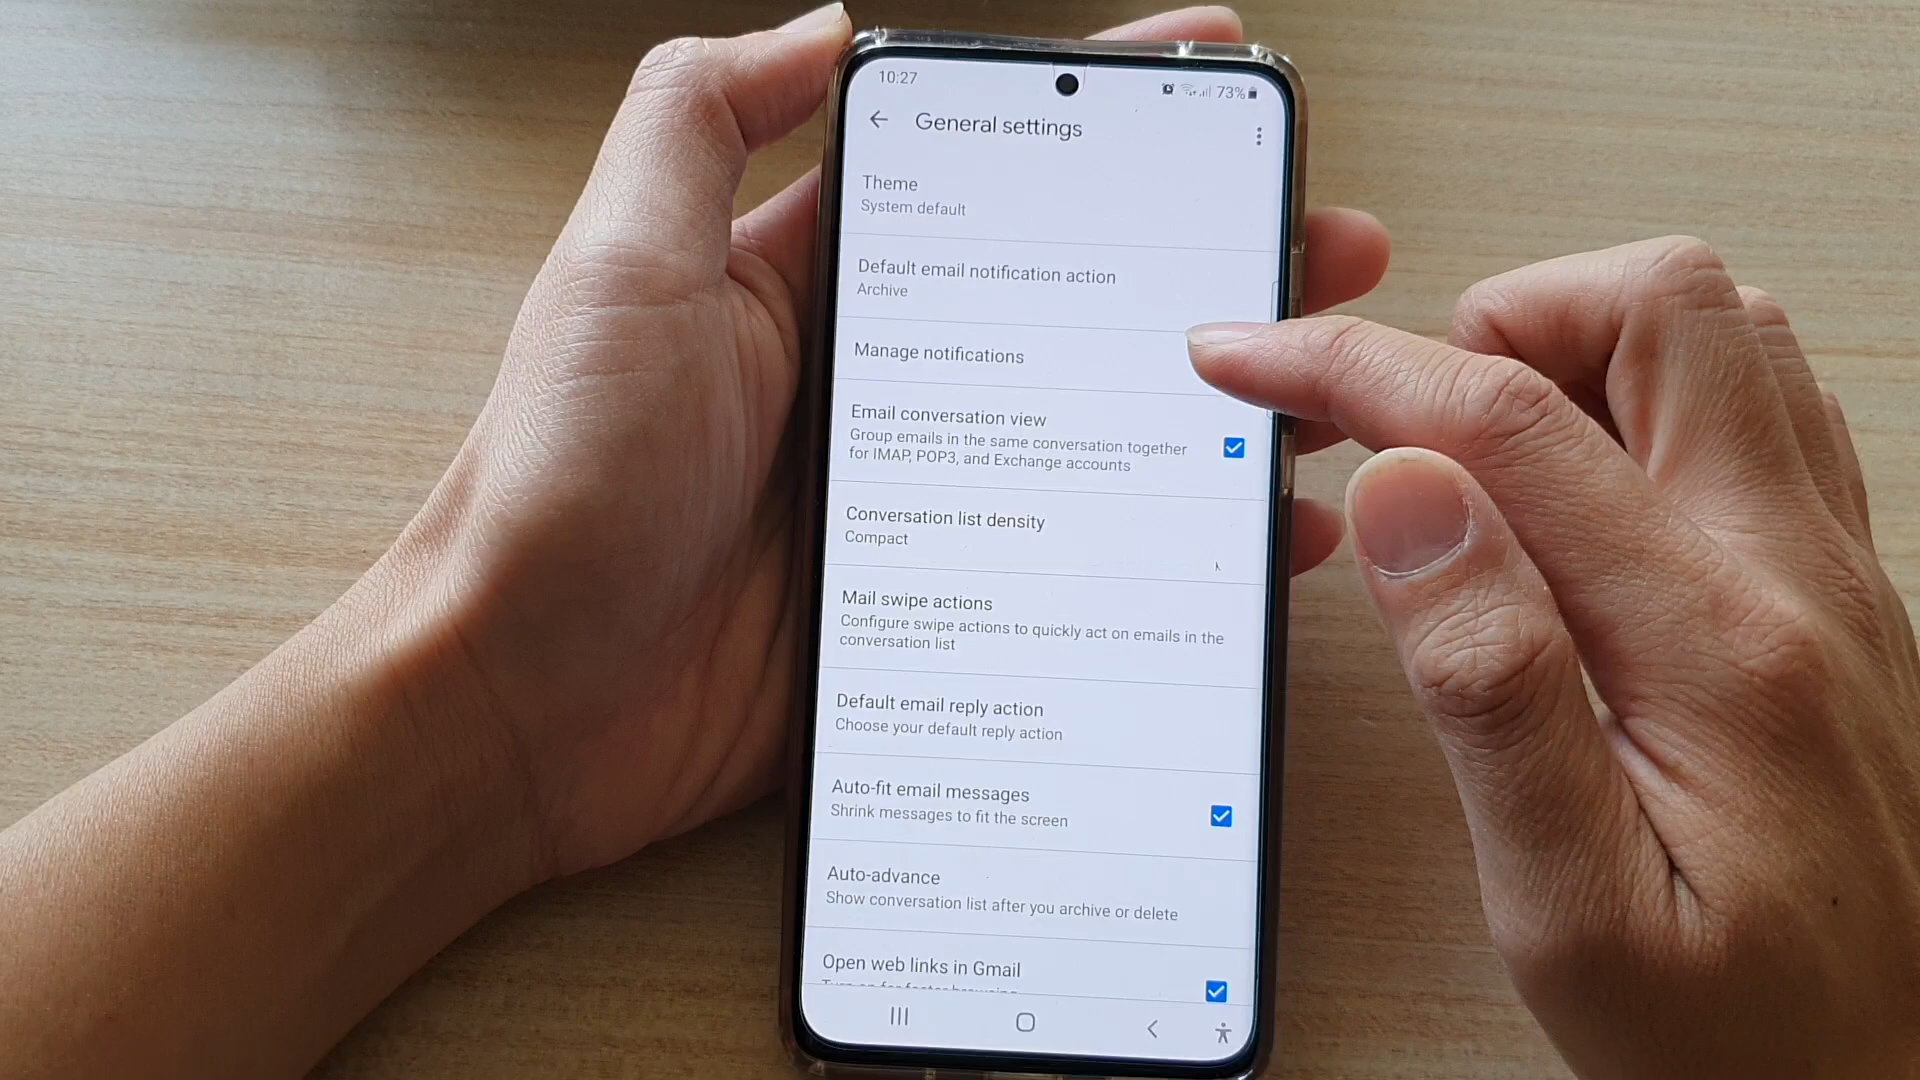 10:27
73%
General settings
Theme
System default
Default email notification action
Archive
Manage notifications
Email conversation view
Group emails in the same conversation together
for IMAP, POP3, and Exchange accounts
Conversation list density
Compact
Mail swipe actions
Configure swipe actions to quickly act on emails in the
conversation list
Default email reply action
Choose your default reply action
Auto-fit email messages
Shrink messages to fit the screen
Auto-advance
Show conversation list after you archive or delete
Open web links in Gmail